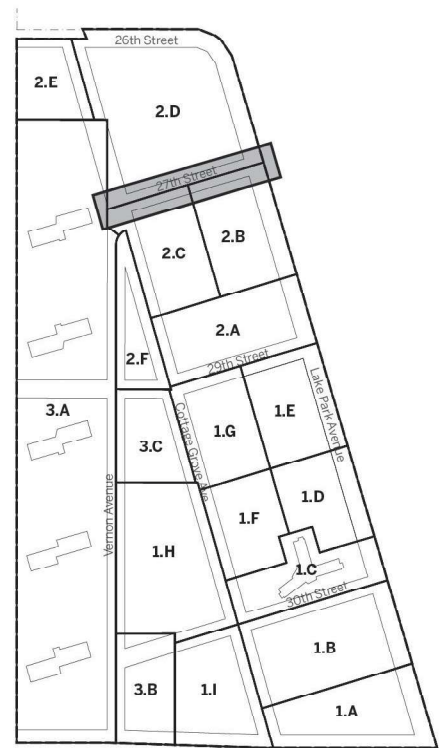 26th Street
2.E
2.D
27th Street
2.C
2.B
2.A
2.F
29th Street
3.A
3.C
Cottage Grove Ave
1.G
1.E
Lake Park Avenue
1.F
1.D
Vernon Avenue
1.H
1.C
30th Street
3.B
1.I
1.B
1.A